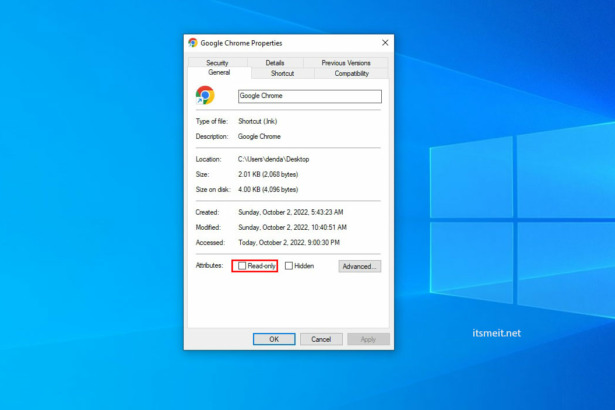 Google Chrome Properties
Security Details Previous Versions
General Shortcut Compatibility
Google Chrome
Type of file: Shortcut (.lnk)
Description: Google Chrome
Location: C:\Users\denda\Desktop
Size: 2.01 KB (2,068 bytes)
Size on disk: 4.00 KB (4,096 bytes)
Created: Sunday, October 2, 2022, 5:43:23 AM
Modified: Sunday, October 2, 2022, 10:40:51 AM
Accessed: Today, October 2, 2022, 9:00:30 PM
Attributes: Read-only Hidden Advanced...
OK Cancel Apply
itsmeit.net